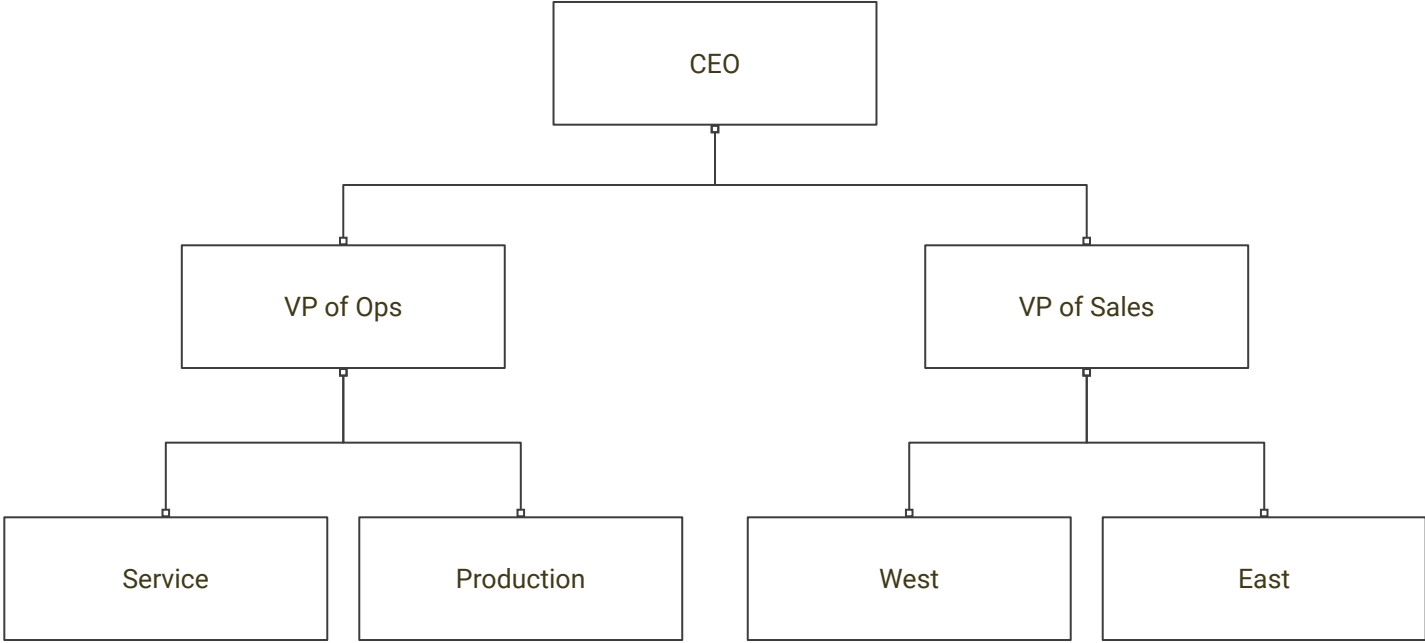 CEO
VP of Ops
VP of Sales
Service
Production
West
East